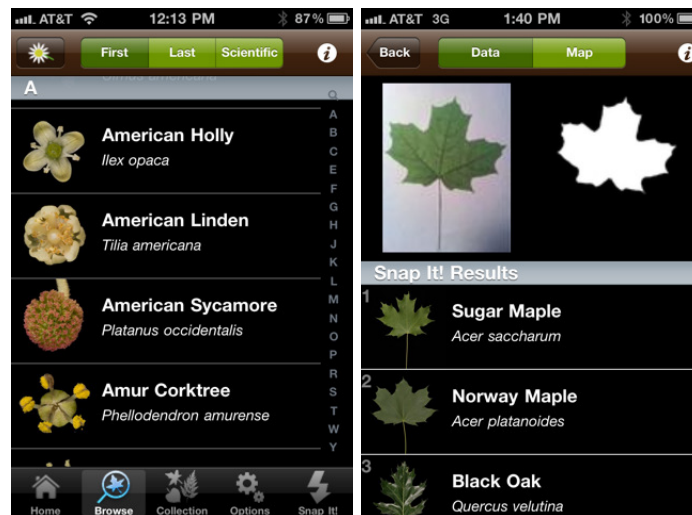 AT&T 12:13 PM 87%
First Last Scientific i
Ulmus americana
A
American Holly
Ilex opaca
American Linden
Tilia americana
American Sycamore
Platanus occidentalis
Amur Corktree
Phellodendron amurense
A
B
C
E
F
G
H
J
K
L
M
N
O
P
R
S
T
W
Y
Home Browse Collection Options Snap It!
AT&T 3G 1:40 PM 100%
Back Data Map i
Snap It! Results
1
Sugar Maple
Acer saccharum
2
Norway Maple
Acer platanoides
3
Black Oak
Quercus velutina